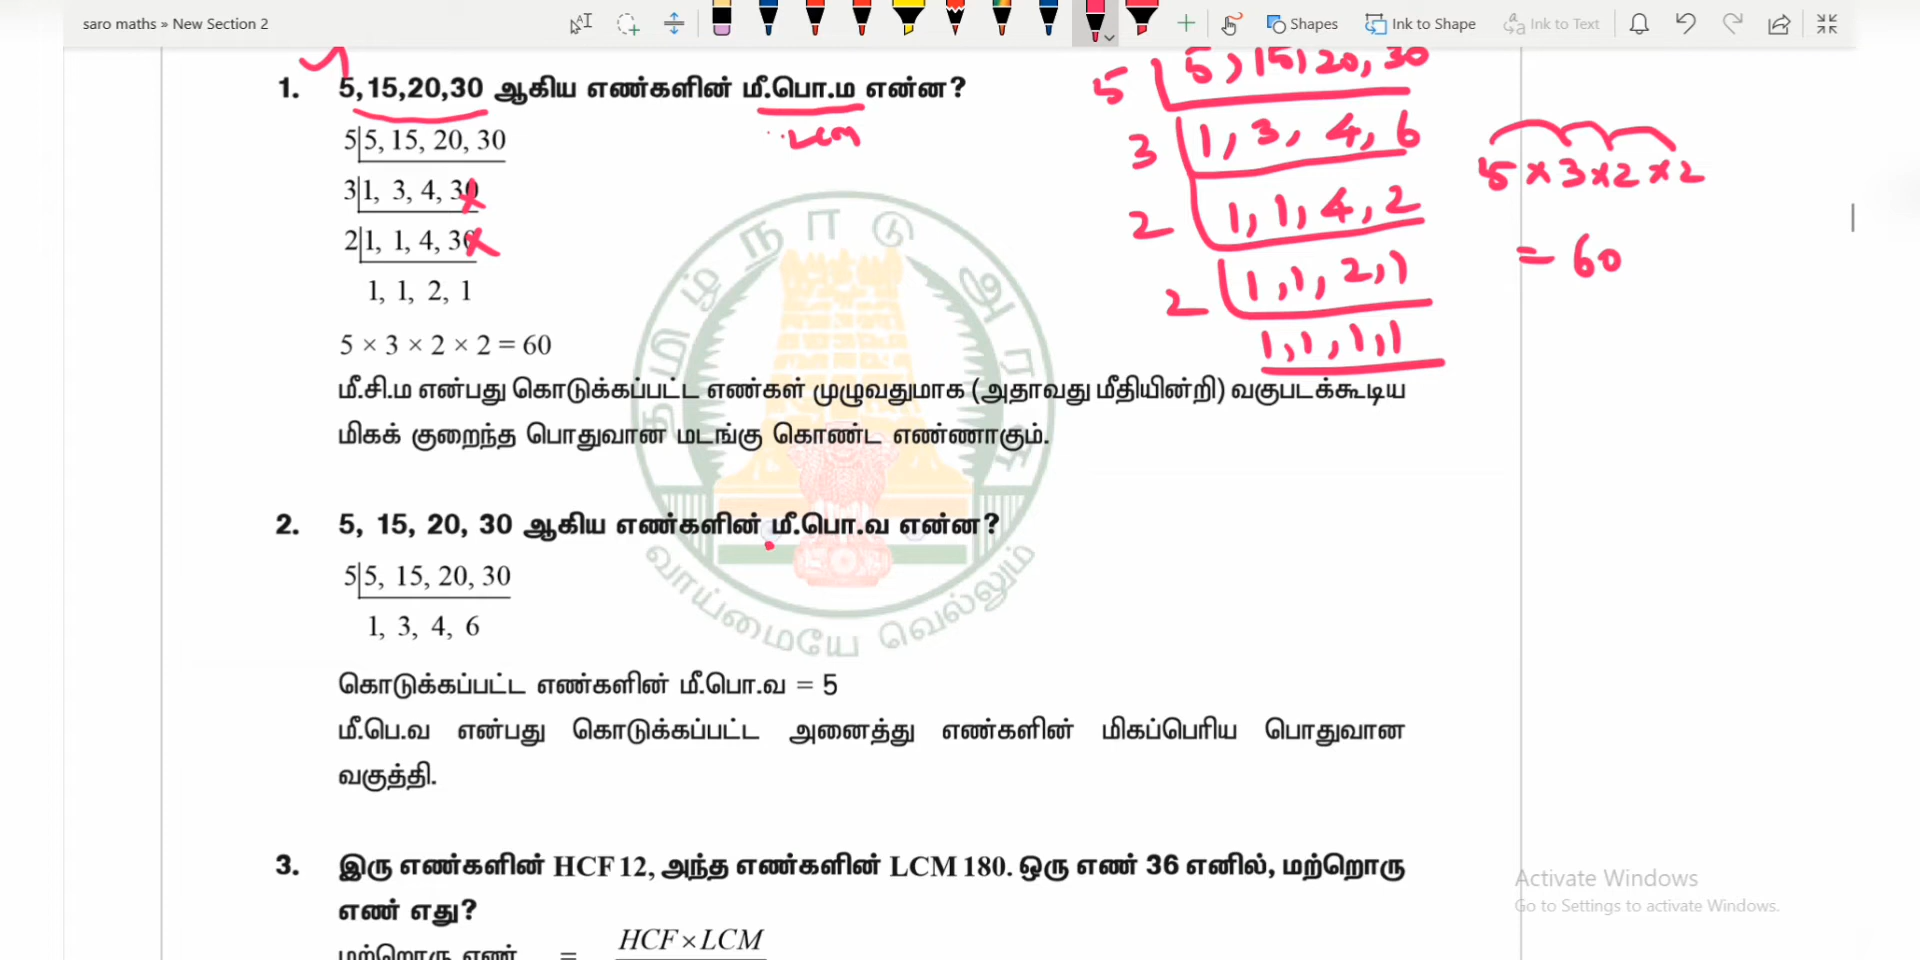 saro maths » New Section 2
Shapes
Ink to Shape
Ink to Text
1. 5,15,20,30 ஆகிய எண்களின் மீ.பொ.ம என்ன?
Lcm
5|5, 15, 20, 30
3|1, 3, 4, 30
2|1, 1, 4, 30
1, 1, 2, 1
5 × 3 × 2 × 2 = 60
மீ.சி.ம என்பது கொடுக்கப்பட்ட எண்கள் முழுவதுமாக (அதாவது மீதியின்றி) வகுபடக்கூடிய
மிகக் குறைந்த பொதுவான மடங்கு கொண்ட எண்ணாகும்.
5 | 5, 15, 20, 30
3 | 1, 3, 4, 6
2 | 1, 1, 4, 2
2 | 1, 1, 2, 1
1, 1, 1, 1
5 × 3 × 2 × 2
= 60
தமிழ்நாடு அரசு
வாய்மையே வெல்லும்
2. 5, 15, 20, 30 ஆகிய எண்களின் மீ.பொ.வ என்ன?
5|5, 15, 20, 30
1, 3, 4, 6
கொடுக்கப்பட்ட எண்களின் மீ.பொ.வ = 5
மீ.பெ.வ என்பது கொடுக்கப்பட்ட அனைத்து எண்களின் மிகப்பெரிய பொதுவான
வகுத்தி.
3. இரு எண்களின் HCF 12, அந்த எண்களின் LCM 180. ஒரு எண் 36 எனில், மற்றொரு
எண் எது?
மற்றொரு எண் = HCF×LCM
Activate Windows
Go to Settings to activate Windows.